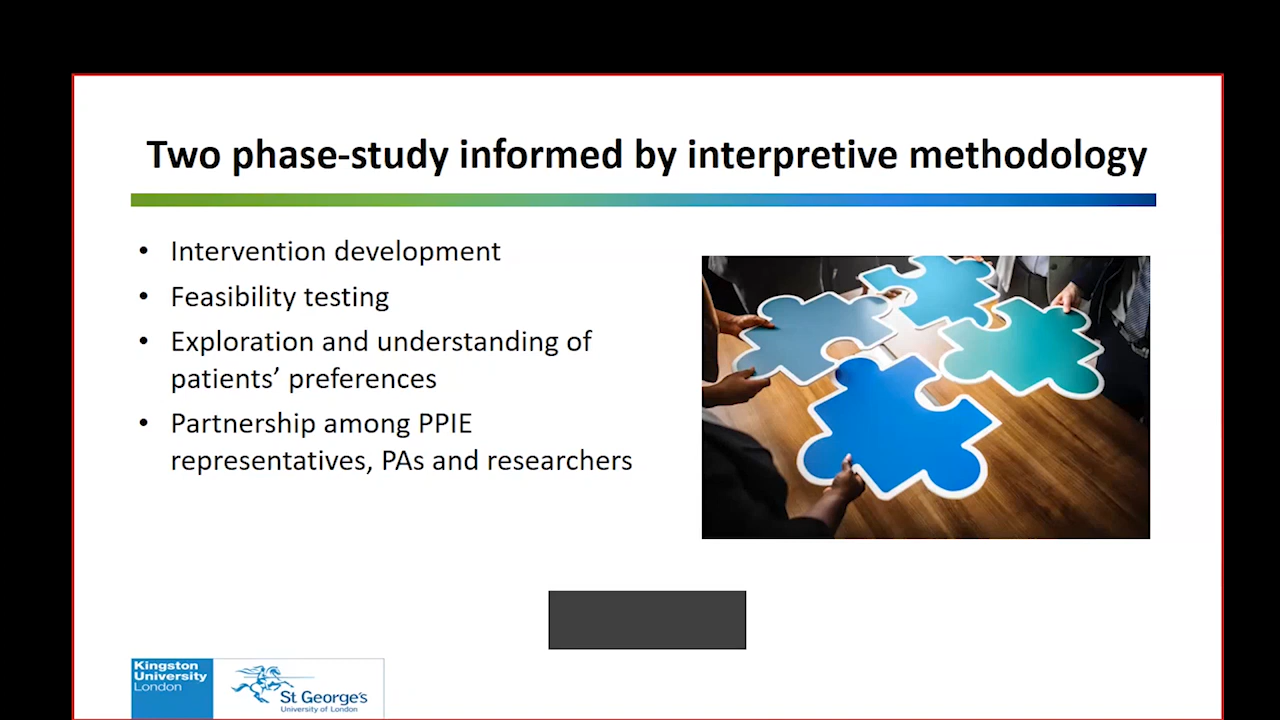 Two phase-study informed by interpretive methodology
• Intervention development
• Feasibility testing
• Exploration and understanding of
patients’ preferences
• Partnership among PPIE
representatives, PAs and researchers
Kingston
University
London
St George's
University of London